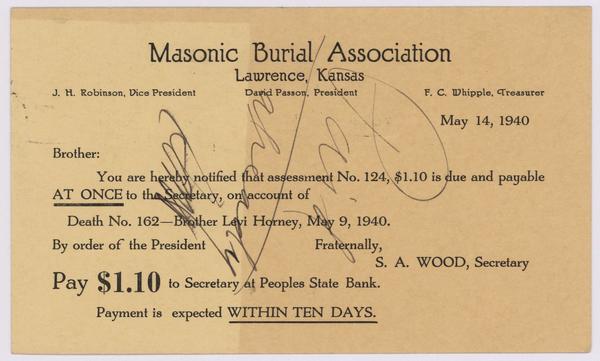 Masonic Burial Association
Lawrence, Kansas
J. H. Robinson, Vice President David Passon, President F. C. Whipple, Treasurer
May 14, 1940
Brother:
You are hereby notified that assessment No. 124, $1.10 is due and payable
AT ONCE to the Secretary, on account of
Death No. 162—Brother Levi Horney, May 9, 1940.
By order of the President Fraternally,
S. A. WOOD, Secretary
Pay $1.10 to Secretary at Peoples State Bank.
Payment is expected WITHIN TEN DAYS.